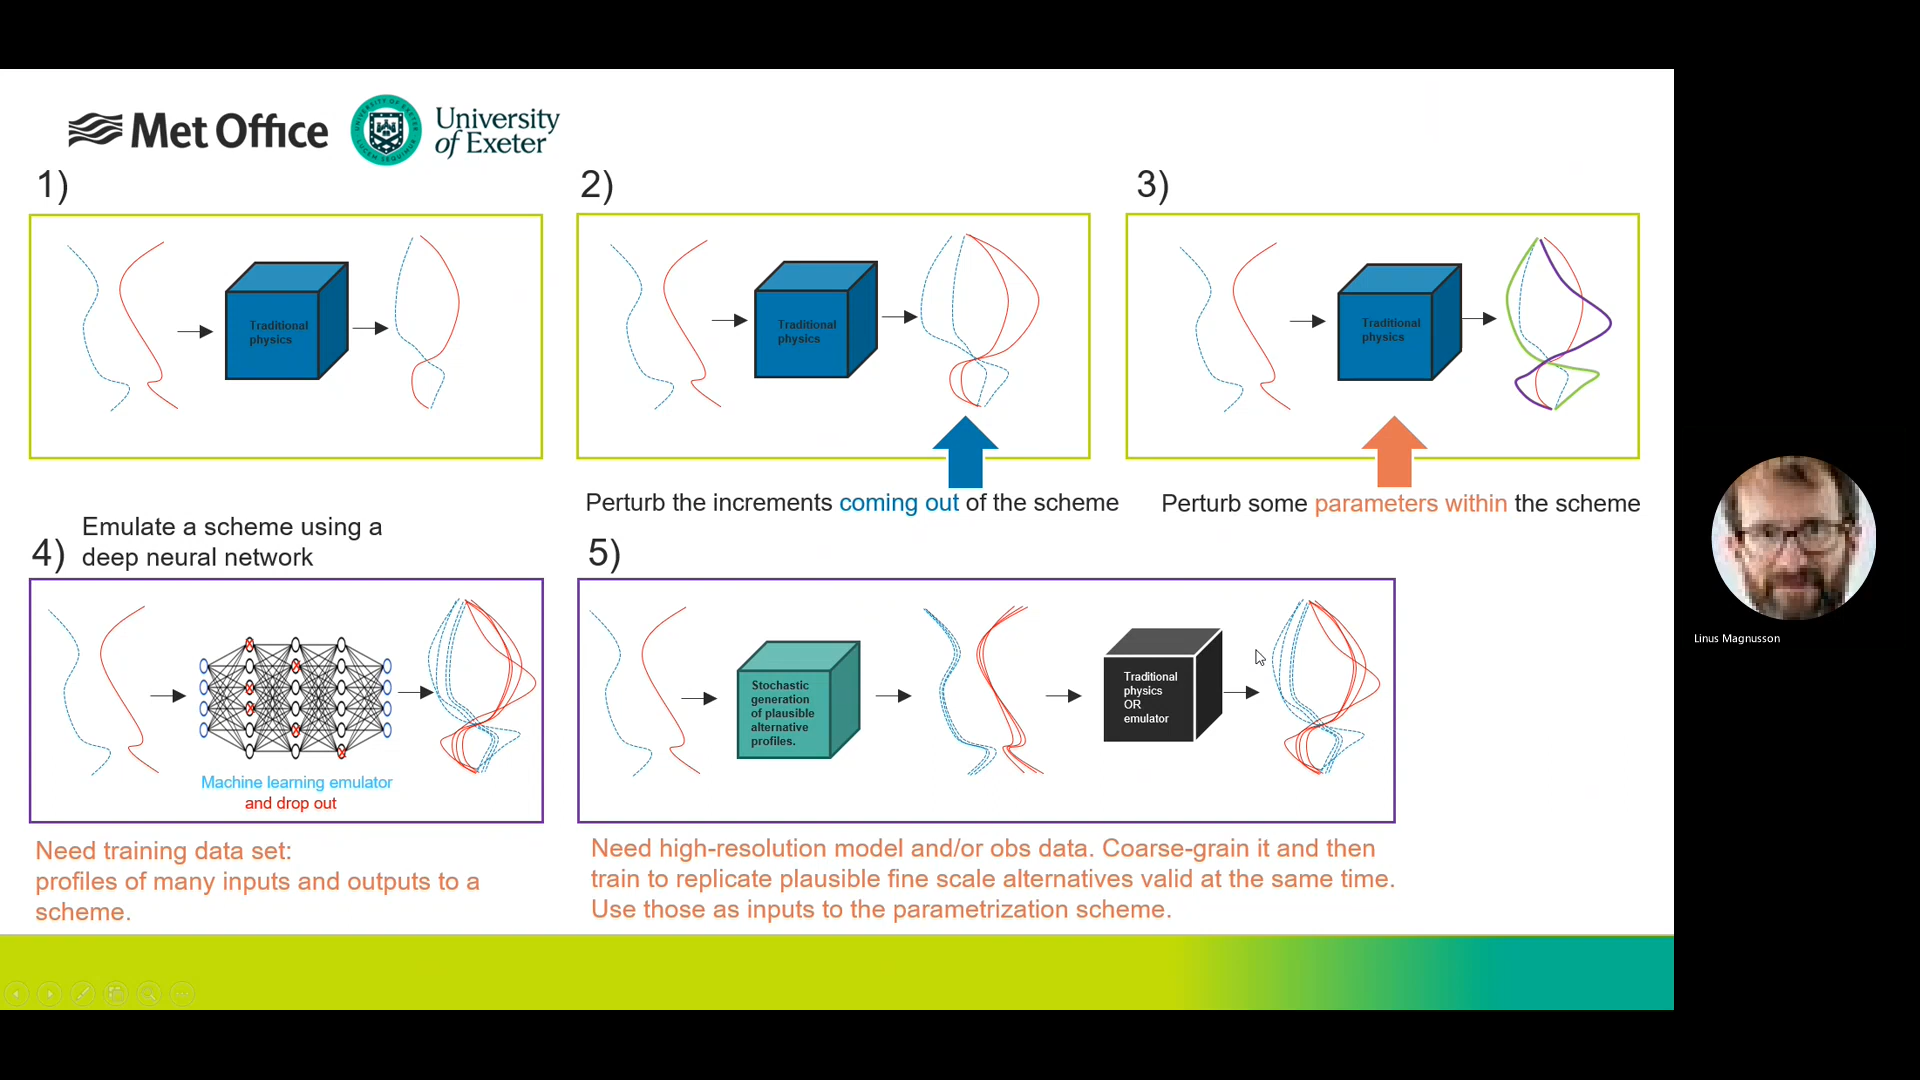 Met Office
University
of Exeter
1)
2)
3)
Traditional
physics
Traditional
physics
Traditional
physics
Perturb the increments coming out of the scheme
Perturb some parameters within the scheme
4)
Emulate a scheme using a
deep neural network
5)
Machine learning emulator
and drop out
Stochastic
generation
of plausible
alternative
profiles.
Traditional
physics
OR
emulator
Need training data set:
profiles of many inputs and outputs to a
scheme.
Need high-resolution model and/or obs data. Coarse-grain it and then
train to replicate plausible fine scale alternatives valid at the same time.
Use those as inputs to the parametrization scheme.
Linus Magnusson